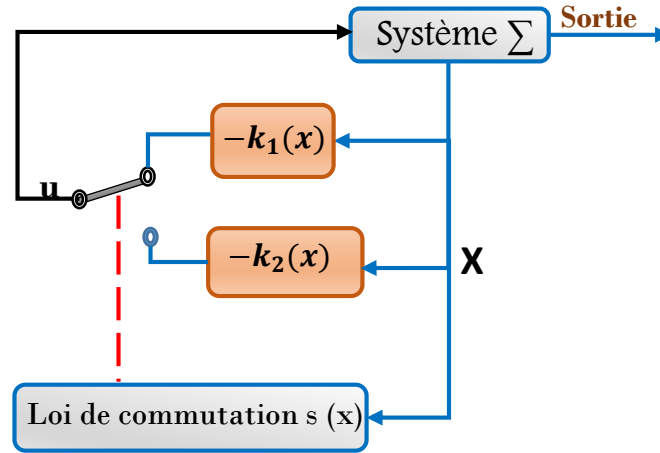 Sortie
Système ∑
−k₁(x)
u
−k₂(x)
X
Loi de commutation s (x)